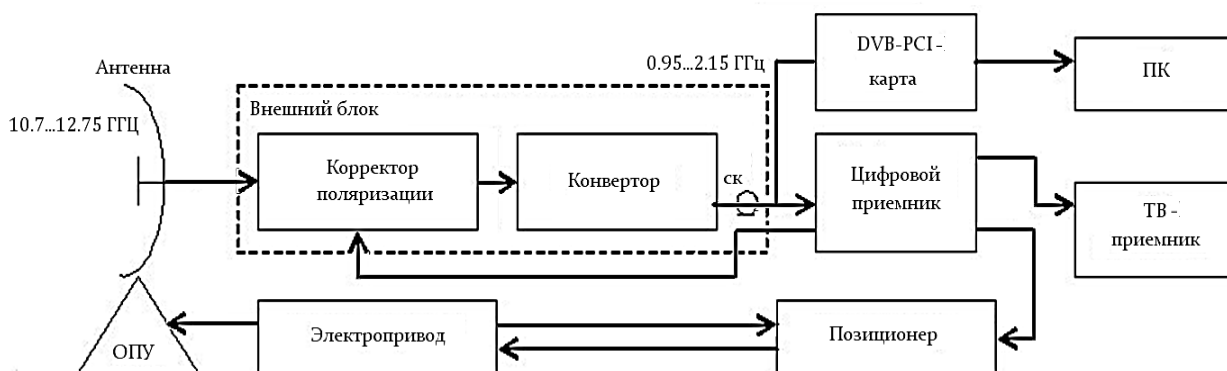 Антенна
10.7...12.75 ГГЦ
Внешний блок
Корректор
поляризации
Конвертор
ск
0.95...2.15 ГГц
DVB-PCI-
карта
ПК
Цифровой
приемник
ТВ-
приемник
ОПУ
Электропривод
Позиционер